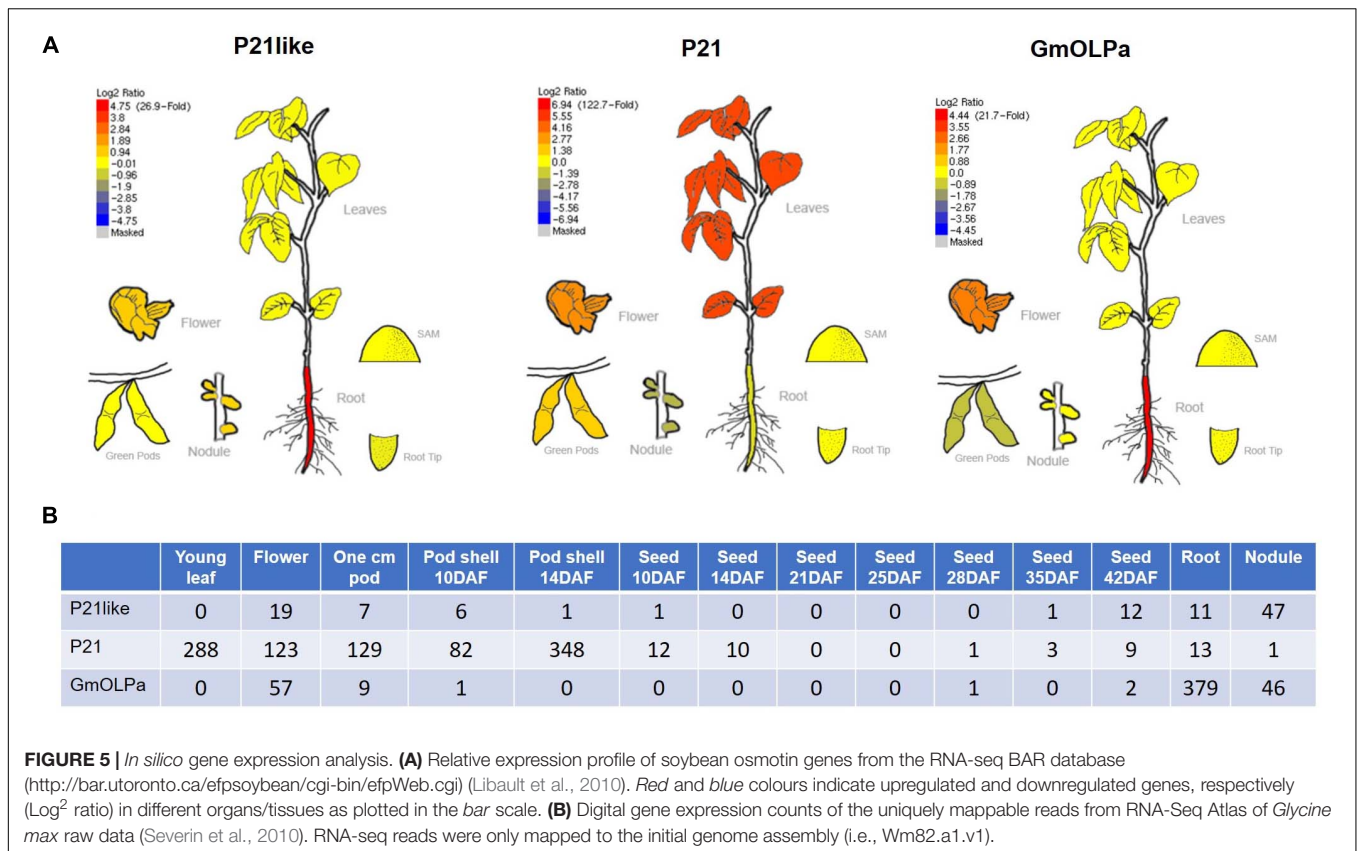 A
P21like
P21
GmOLPa
Log2 Ratio
4.75 (26.9-Fold)
3.8
2.84
1.89
0.94
-0.01
-0.96
-1.9
-2.85
-3.8
-4.75
Masked
Leaves
Flower
SAM
Root
Green Pods
Nodule
Root Tip
Log2 Ratio
6.94 (122.7-Fold)
5.55
4.16
2.77
1.38
0.0
-1.39
-2.78
-4.17
-5.56
-6.94
Masked
Leaves
Flower
SAM
Root
Green Pods
Nodule
Root Tip
Log2 Ratio
4.44 (21.7-Fold)
3.55
2.66
1.77
0.88
0.0
-0.89
-1.78
-2.67
-3.56
-4.45
Masked
Leaves
Flower
SAM
Root
Green Pods
Nodule
Root Tip
B
Young leaf Flower One cm pod Pod shell 10DAF Pod shell 14DAF Seed 10DAF Seed 14DAF Seed 21DAF Seed 25DAF Seed 28DAF Seed 35DAF Seed 42DAF Root Nodule
P21like 0 19 7 6 1 1 0 0 0 0 1 12 11 47
P21 288 123 129 82 348 12 10 0 0 1 3 9 13 1
GmOLPa 0 57 9 1 0 0 0 0 0 1 0 2 379 46
FIGURE 5 | In silico gene expression analysis. (A) Relative expression profile of soybean osmotin genes from the RNA-seq BAR database
(http://bar.utoronto.ca/efpsoybean/cgi-bin/efpWeb.cgi) (Libault et al., 2010). Red and blue colours indicate upregulated and downregulated genes, respectively
(Log² ratio) in different organs/tissues as plotted in the bar scale. (B) Digital gene expression counts of the uniquely mappable reads from RNA-Seq Atlas of Glycine
max raw data (Severin et al., 2010). RNA-seq reads were only mapped to the initial genome assembly (i.e., Wm82.a1.v1).